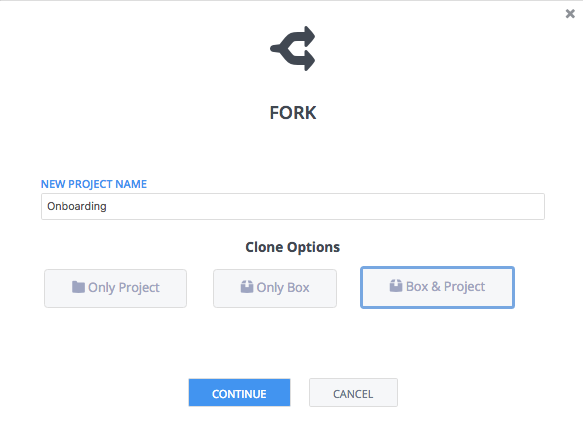 FORK
NEW PROJECT NAME
Onboarding
Clone Options
Only Project Only Box Box & Project
CONTINUE CANCEL